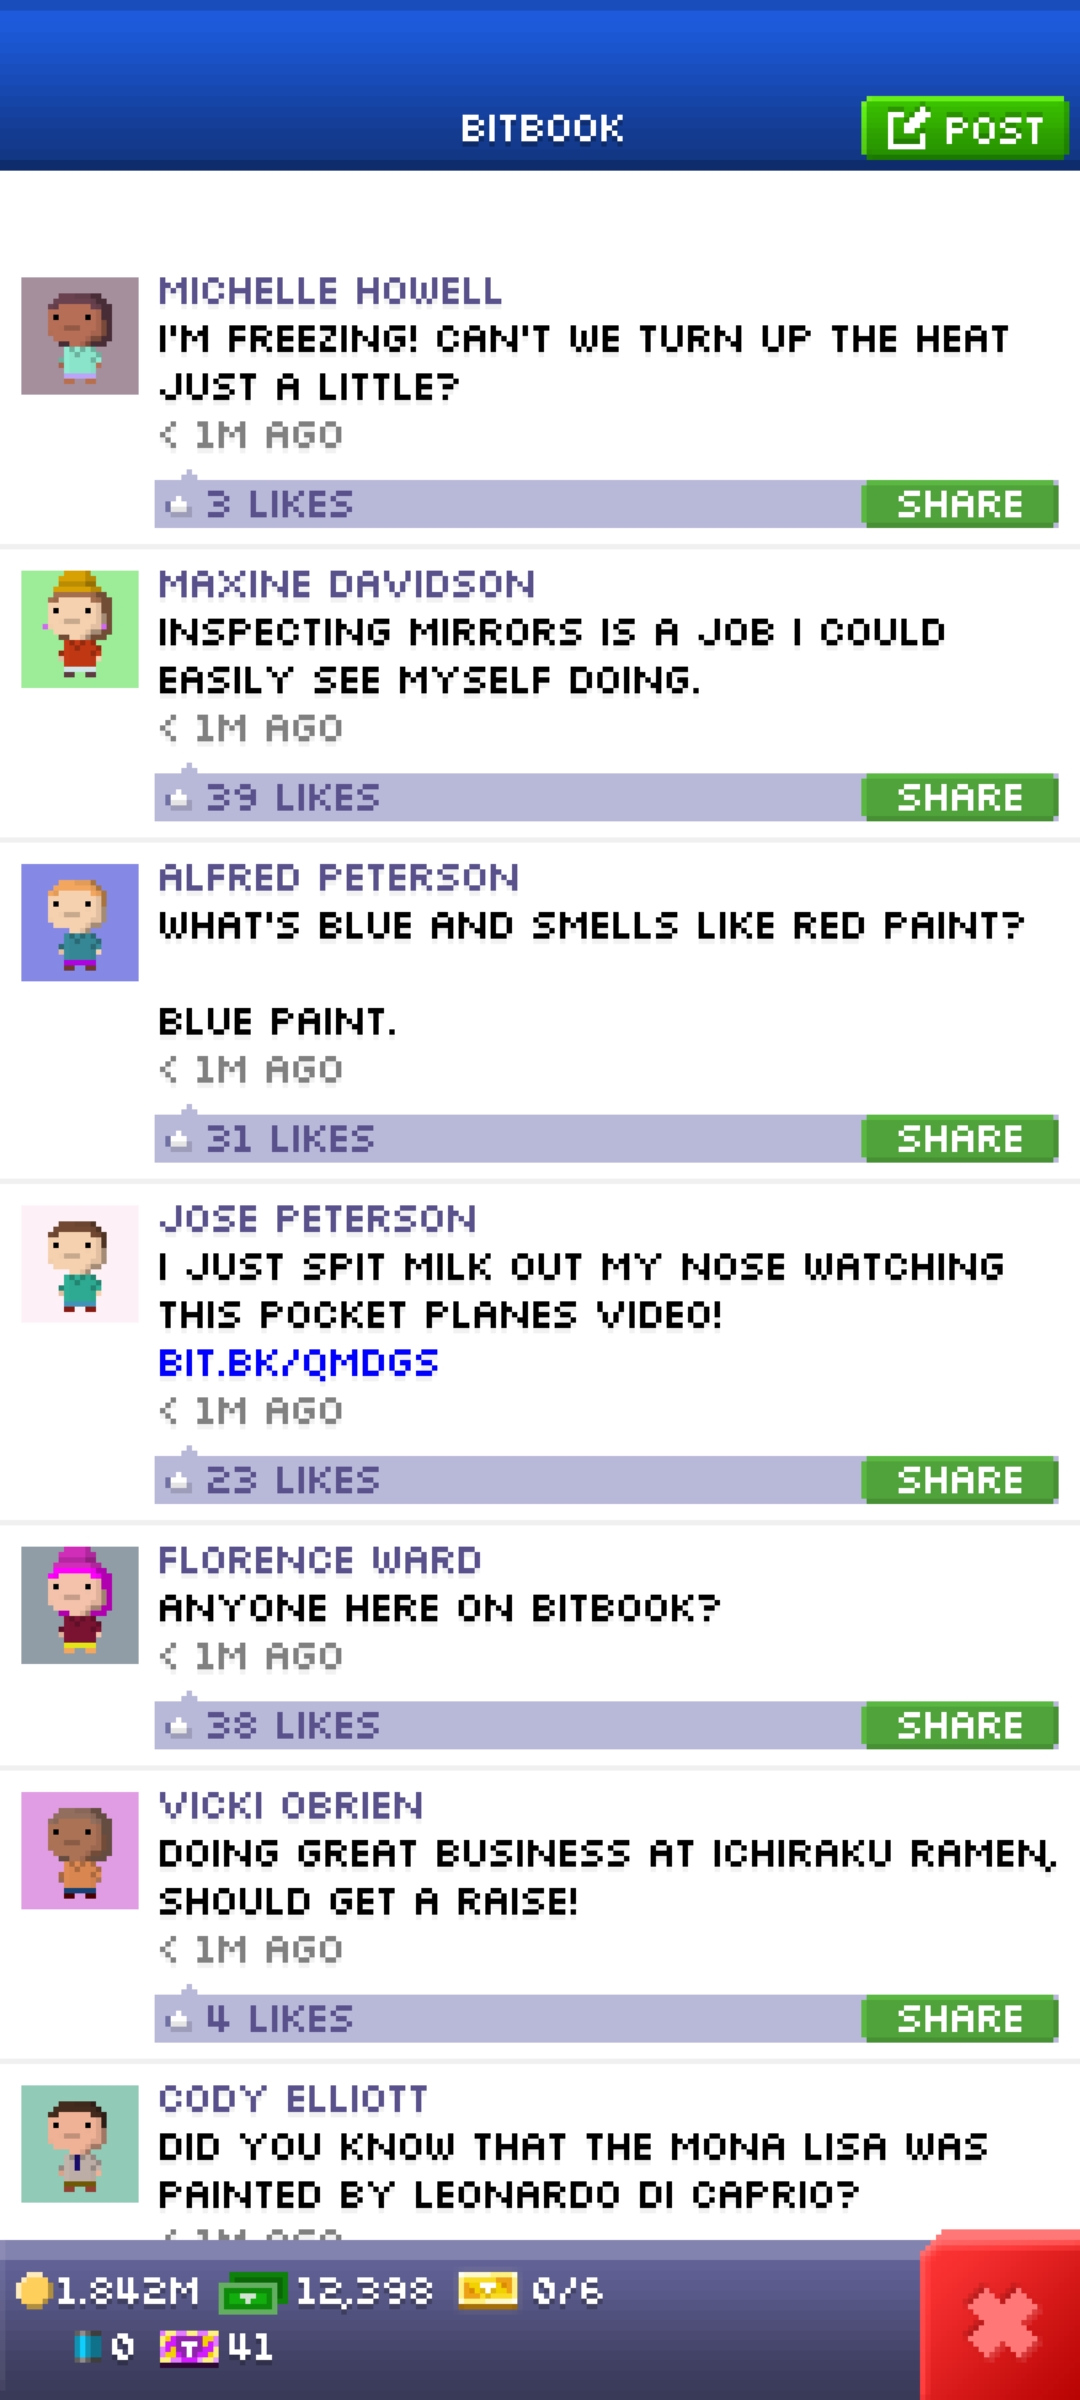 BITBOOK
POST
MICHELLE HOWELL
I'M FREEZING! CAN'T WE TURN UP THE HEAT
JUST A LITTLE?
< 1M AGO
3 LIKES
SHARE
MAXINE DAVIDSON
INSPECTING MIRRORS IS A JOB I COULD
EASILY SEE MYSELF DOING.
< 1M AGO
39 LIKES
SHARE
ALFRED PETERSON
WHAT'S BLUE AND SMELLS LIKE RED PAINT?
BLUE PAINT.
< 1M AGO
31 LIKES
SHARE
JOSE PETERSON
I JUST SPIT MILK OUT MY NOSE WATCHING
THIS POCKET PLANES VIDEO!
BIT.BK/QMDGS
< 1M AGO
23 LIKES
SHARE
FLORENCE WARD
ANYONE HERE ON BITBOOK?
< 1M AGO
38 LIKES
SHARE
VICKI OBRIEN
DOING GREAT BUSINESS AT ICHIRAKU RAMEN,
SHOULD GET A RAISE!
< 1M AGO
4 LIKES
SHARE
CODY ELLIOTT
DID YOU KNOW THAT THE MONA LISA WAS
PAINTED BY LEONARDO DI CAPRIO?
< 1M AGO
1.842M 12,398 0/6
0 41